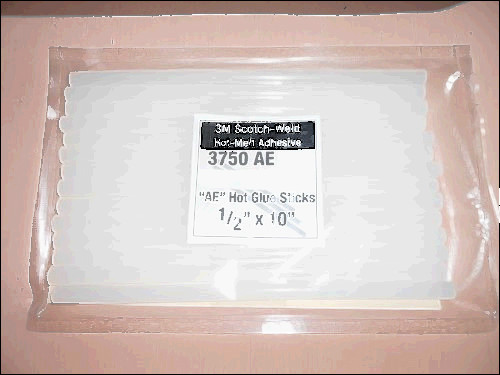 3M Scotch-Weld
Hot-Melt Adhesive
3750 AE
"AE" Hot Glue Sticks
1/2" x 10"